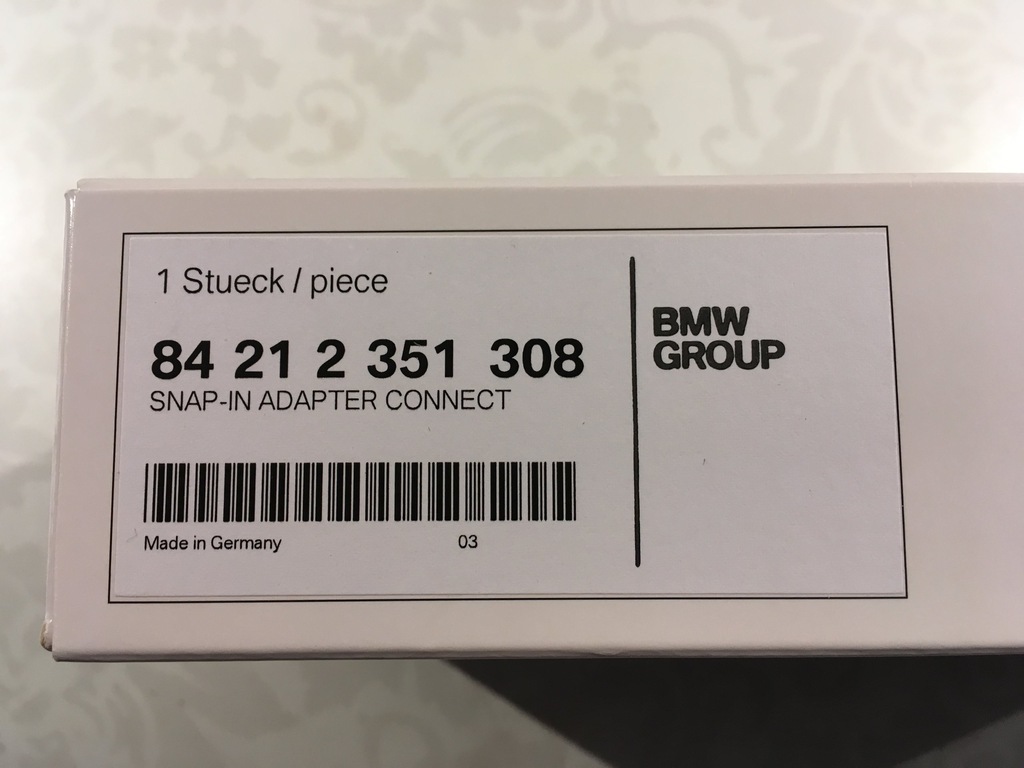 1 Stueck / piece
84 21 2 351 308
SNAP-IN ADAPTER CONNECT
Made in Germany 03
BMW
GROUP